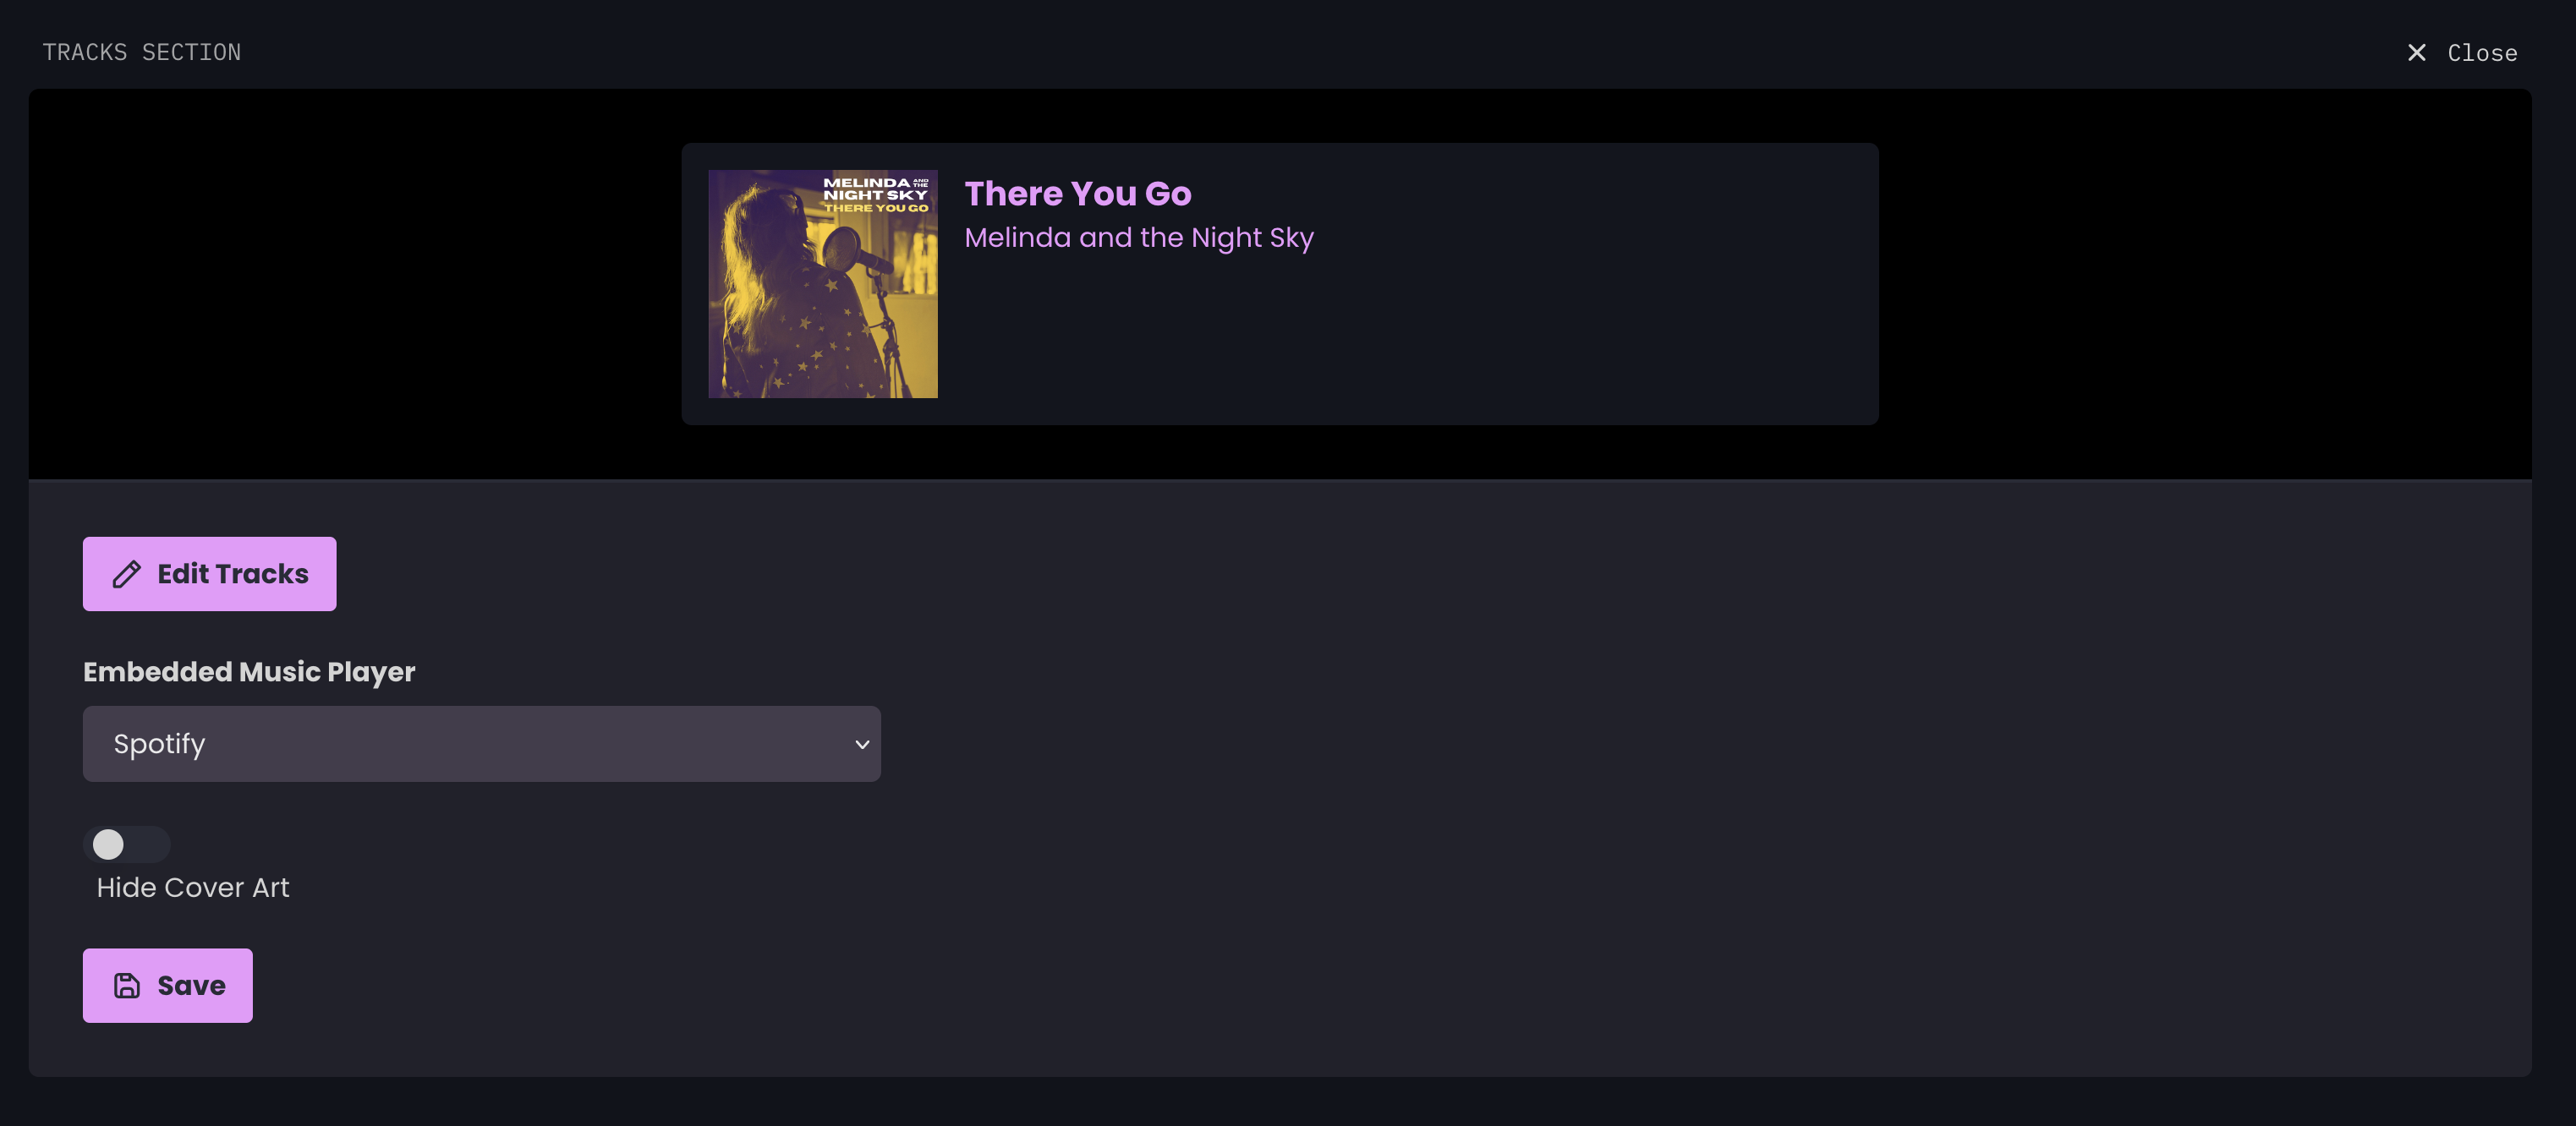 TRACKS SECTION
Close
MELINDA AND THE
NIGHT SKY
THERE YOU GO
There You Go
Melinda and the Night Sky
Edit Tracks
Embedded Music Player
Spotify
Hide Cover Art
Save